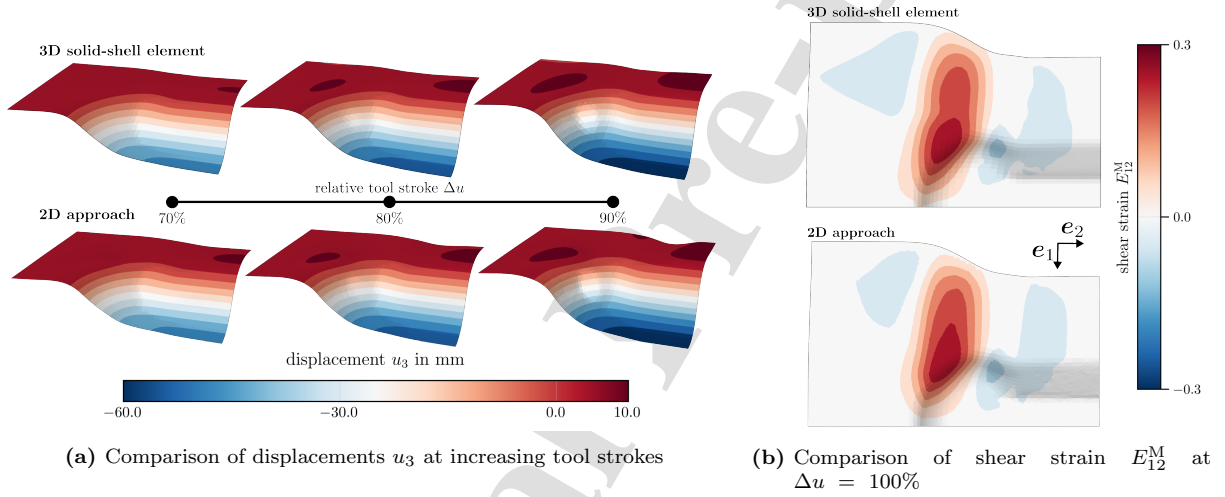 3D solid-shell element
relative tool stroke Δu
2D approach
70%
80%
90%
displacement u₃ in mm
−60.0
−30.0
0.0
10.0
(a) Comparison of displacements u₃ at increasing tool strokes
3D solid-shell element
2D approach
e₂
e₁
0.3
0.0
−0.3
shear strain E₁₂ᴹ
(b) Comparison of shear strain E₁₂ᴹ at
Δu = 100%